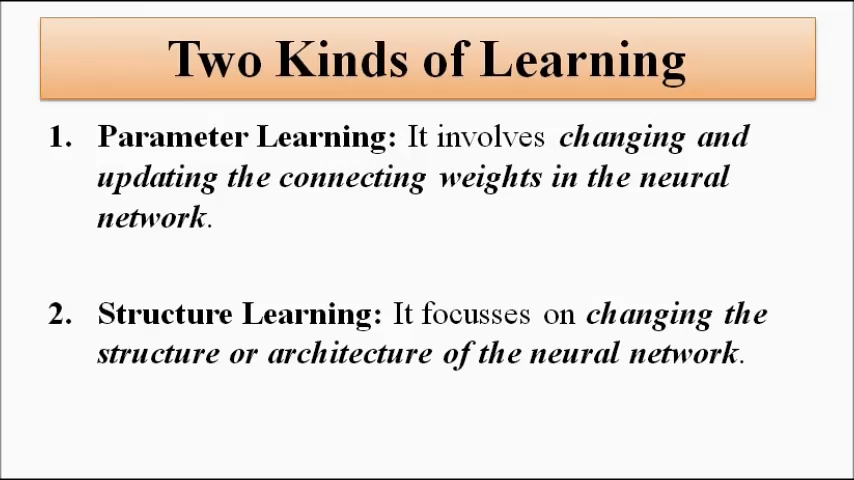 Two Kinds of Learning
1. Parameter Learning: It involves changing and
updating the connecting weights in the neural
network.
2. Structure Learning: It focusses on changing the
structure or architecture of the neural network.